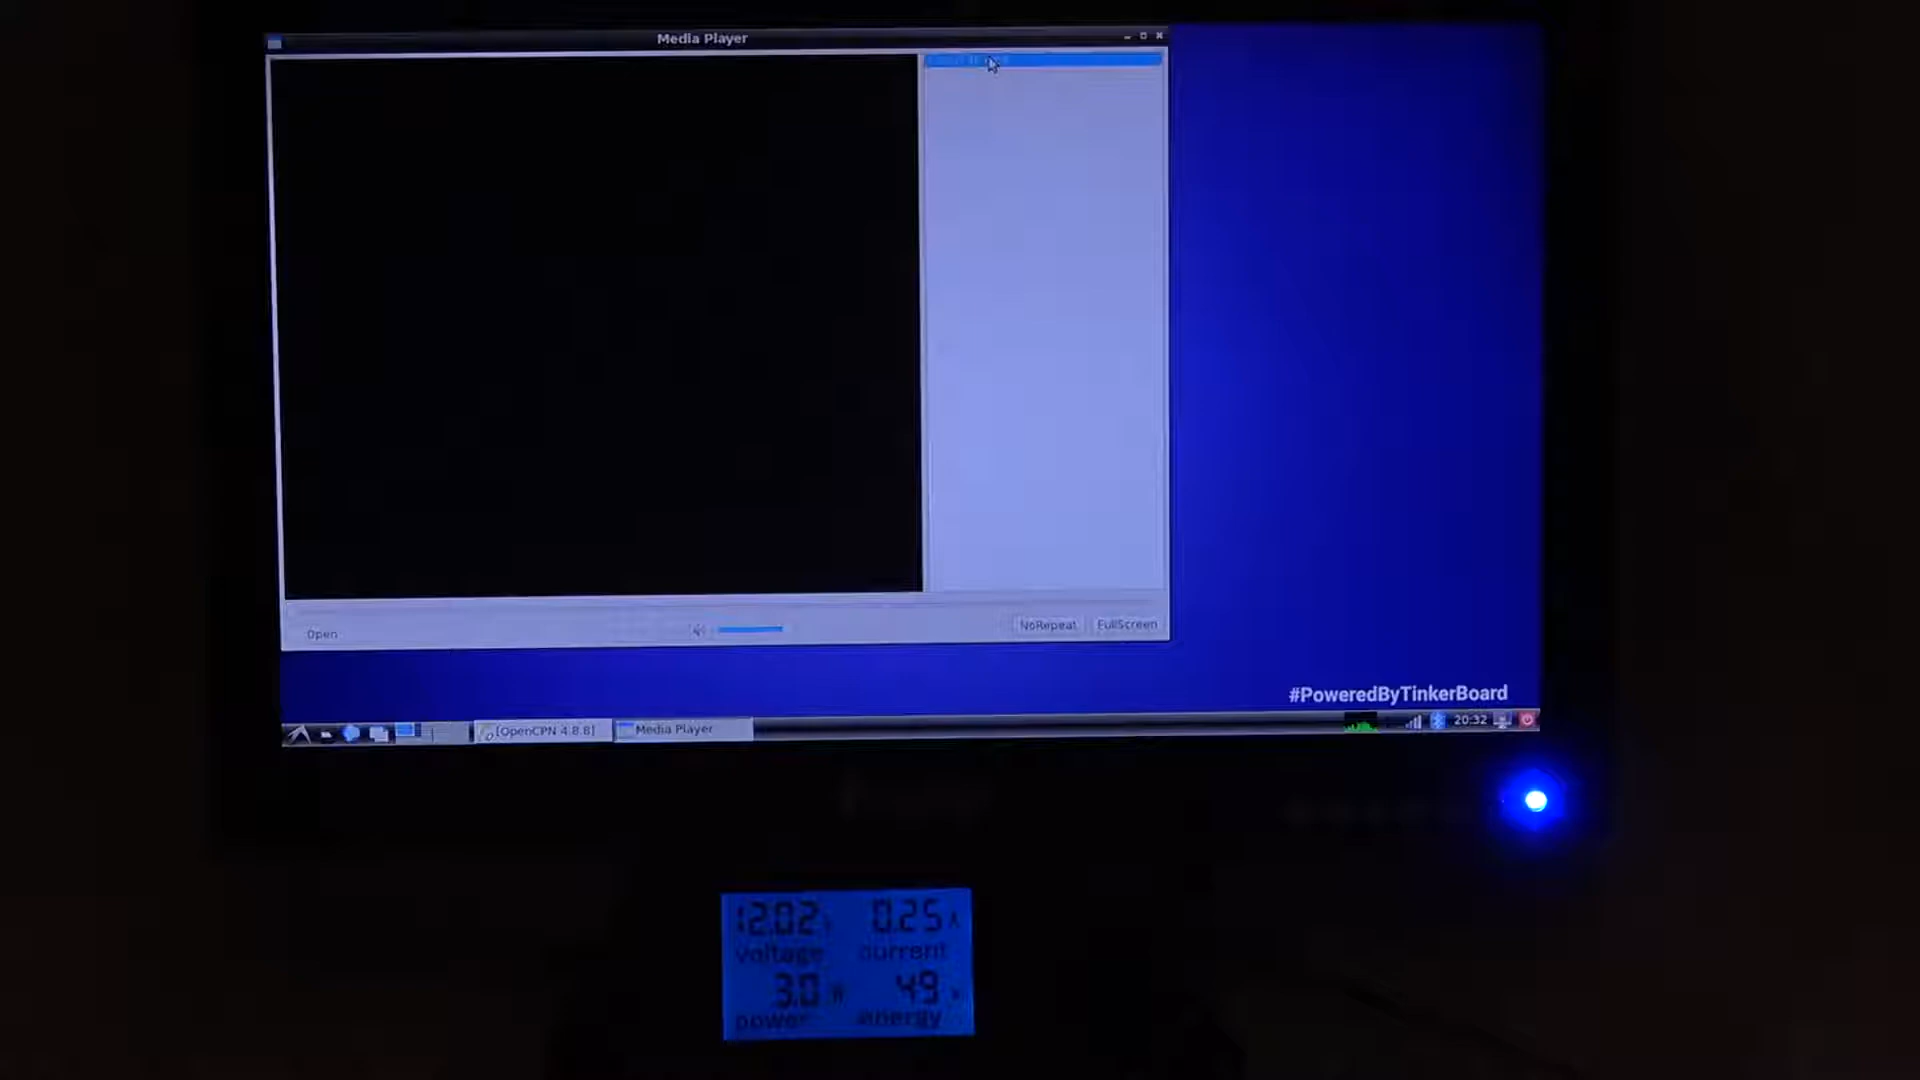 Media Player
Open
NoRepeat
FullScreen
#PoweredByTinkerBoard
[OpenCPN 4.8.8]
Media Player
20:32
12.02 0.25 A
voltage current
3.0 W 49
power energy